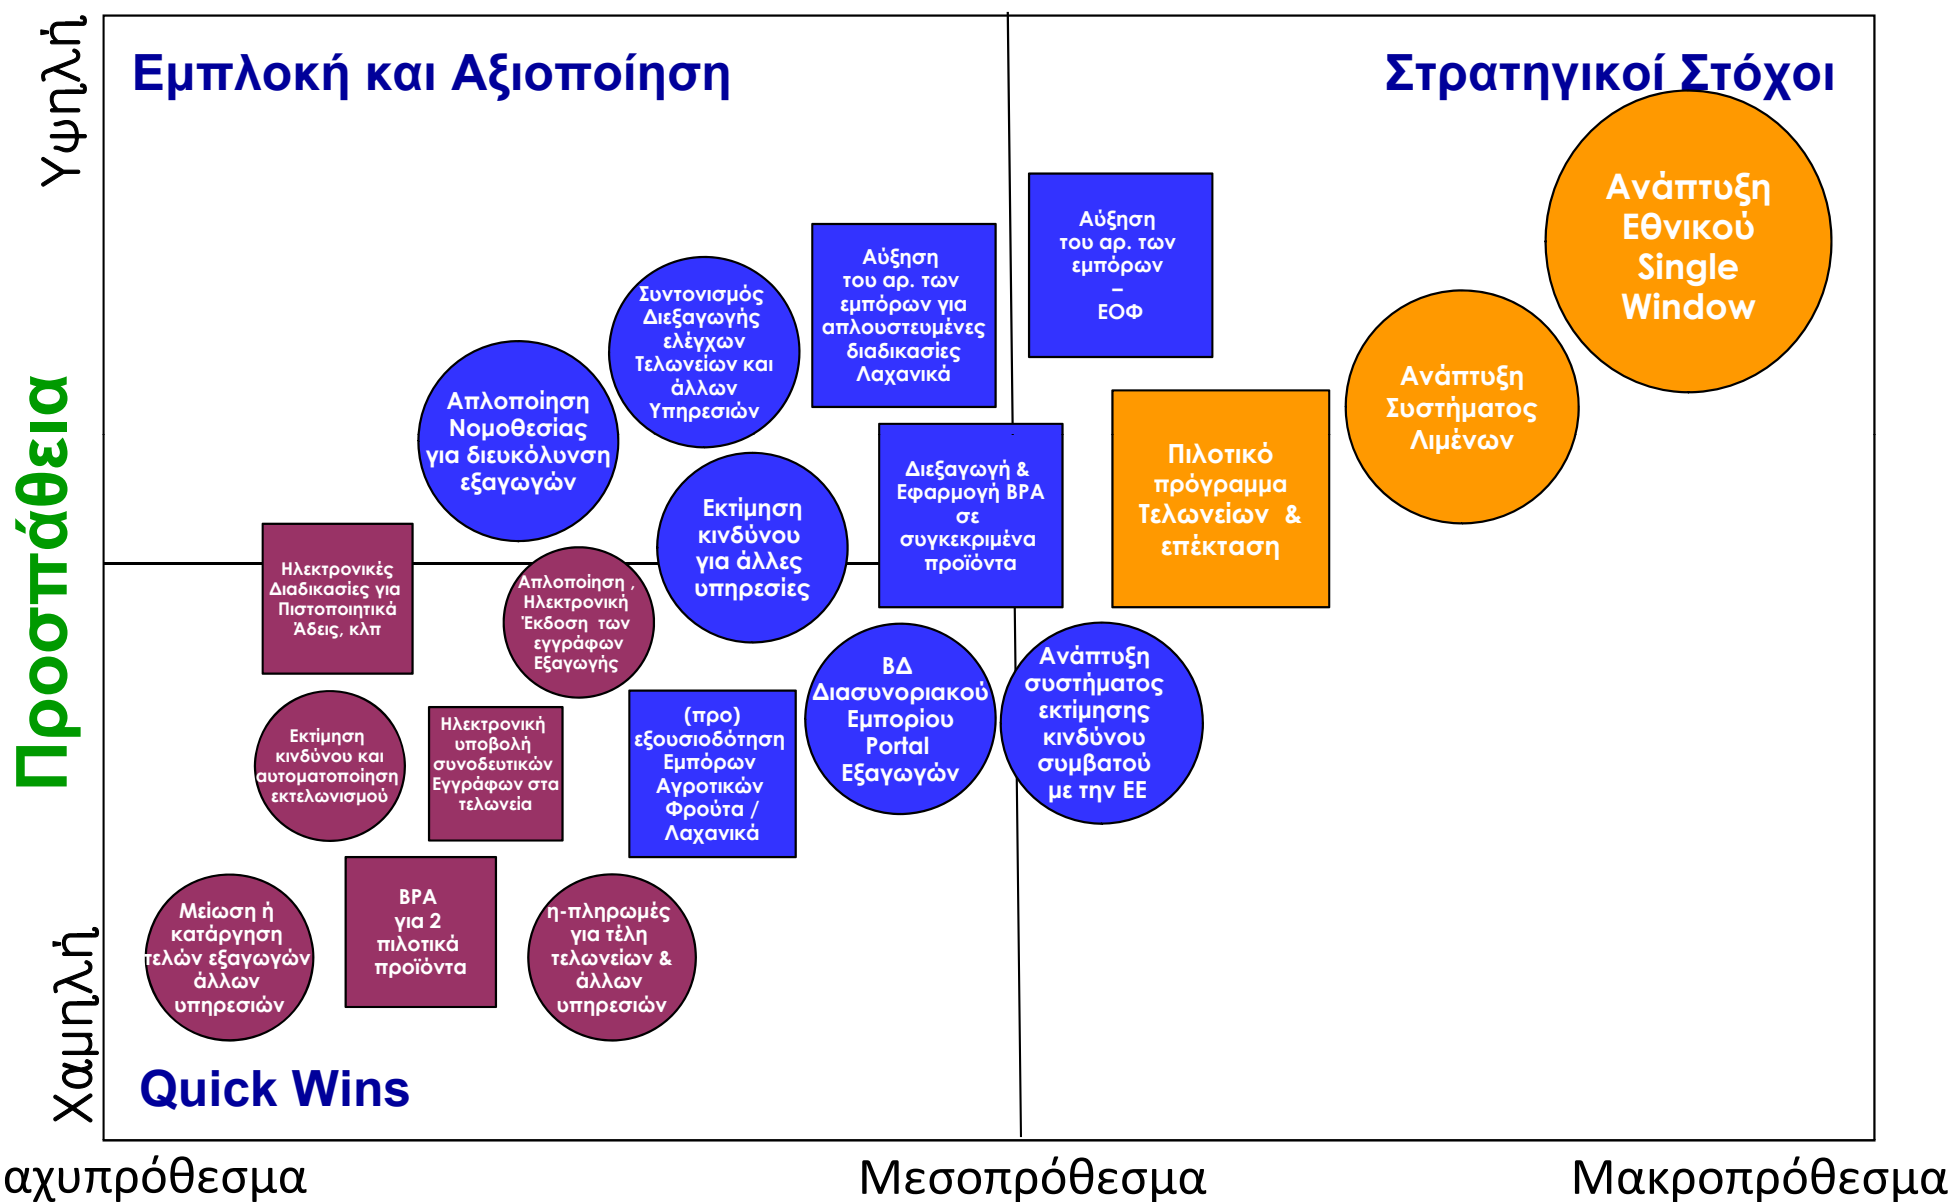 Υψηλή
Προσπάθεια
Χαμηλή
Εμπλοκή και Αξιοποίηση
Στρατηγικοί Στόχοι
Ανάπτυξη
Εθνικού
Single
Window
Αύξηση
του αρ. των
εμπόρων
–
ΕΟΦ
Αύξηση
του αρ. των
εμπόρων για
απλουστευμένες
διαδικασίες
Λαχανικά
Συντονισμός
Διεξαγωγής
ελέγχων
Τελωνείων και
άλλων
Υπηρεσιών
Ανάπτυξη
Συστήματος
Λιμένων
Απλοποίηση
Νομοθεσίας
για διευκόλυνση
εξαγωγών
Πιλοτικό
πρόγραμμα
Τελωνείων &
επέκταση
Διεξαγωγή &
Εφαρμογή BPA
σε
συγκεκριμένα
προϊόντα
Εκτίμηση
κινδύνου
για άλλες
υπηρεσίες
Ηλεκτρονικές
Διαδικασίες για
Πιστοποιητικά
Άδεις, κλπ
Απλοποίηση ,
Ηλεκτρονική
Έκδοση των
εγγράφων
Εξαγωγής
ΒΔ
Διασυνοριακού
Εμπορίου
Portal
Εξαγωγών
Ανάπτυξη
συστήματος
εκτίμησης
κινδύνου
συμβατού
με την ΕΕ
Εκτίμηση
κινδύνου και
αυτοματοποίηση
εκτελωνισμού
Ηλεκτρονική
υποβολή
συνοδευτικών
Εγγράφων στα
τελωνεία
(προ)
εξουσιοδότηση
Εμπόρων
Αγροτικών
Φρούτα /
Λαχανικά
Μείωση ή
κατάργηση
τελών εξαγωγών
άλλων
υπηρεσιών
BPA
για 2
πιλοτικά
προϊόντα
η-πληρωμές
για τέλη
τελωνείων &
άλλων
υπηρεσιών
Quick Wins
αχυπρόθεσμα
Μεσοπρόθεσμα
Μακροπρόθεσμα